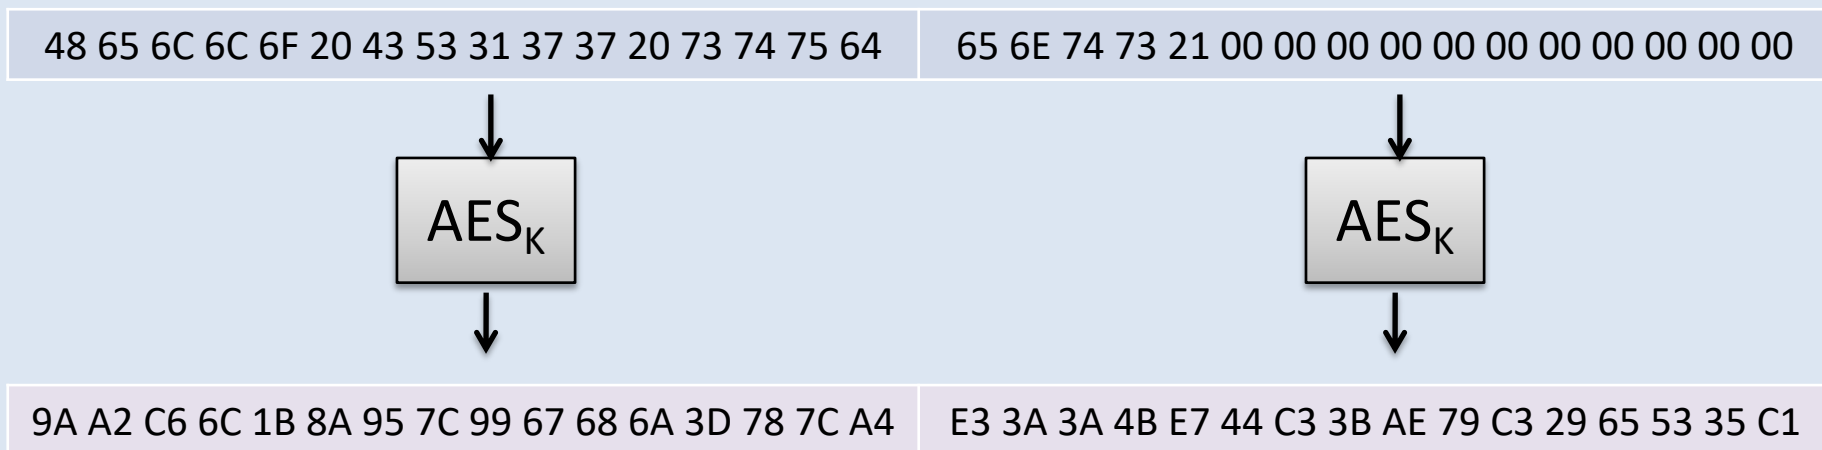 48 65 6C 6C 6F 20 43 53 31 37 37 20 73 74 75 64
65 6E 74 73 21 00 00 00 00 00 00 00 00 00 00 00
AESK
AESK
9A A2 C6 6C 1B 8A 95 7C 99 67 68 6A 3D 78 7C A4
E3 3A 3A 4B E7 44 C3 3B AE 79 C3 29 65 53 35 C1